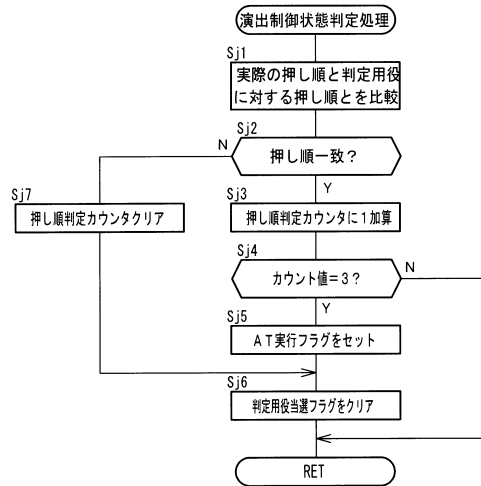 演出制御状態判定処理
Sj1
実際の押し順と判定用役
に対する押し順とを比較
Sj2
N
押し順一致？
Y
Sj7
押し順判定カウンタクリア
Sj3
押し順判定カウンタに１加算
Sj4
N
カウント値＝３？
Y
Sj5
ＡＴ実行フラグをセット
Sj6
判定用役当選フラグをクリア
RET